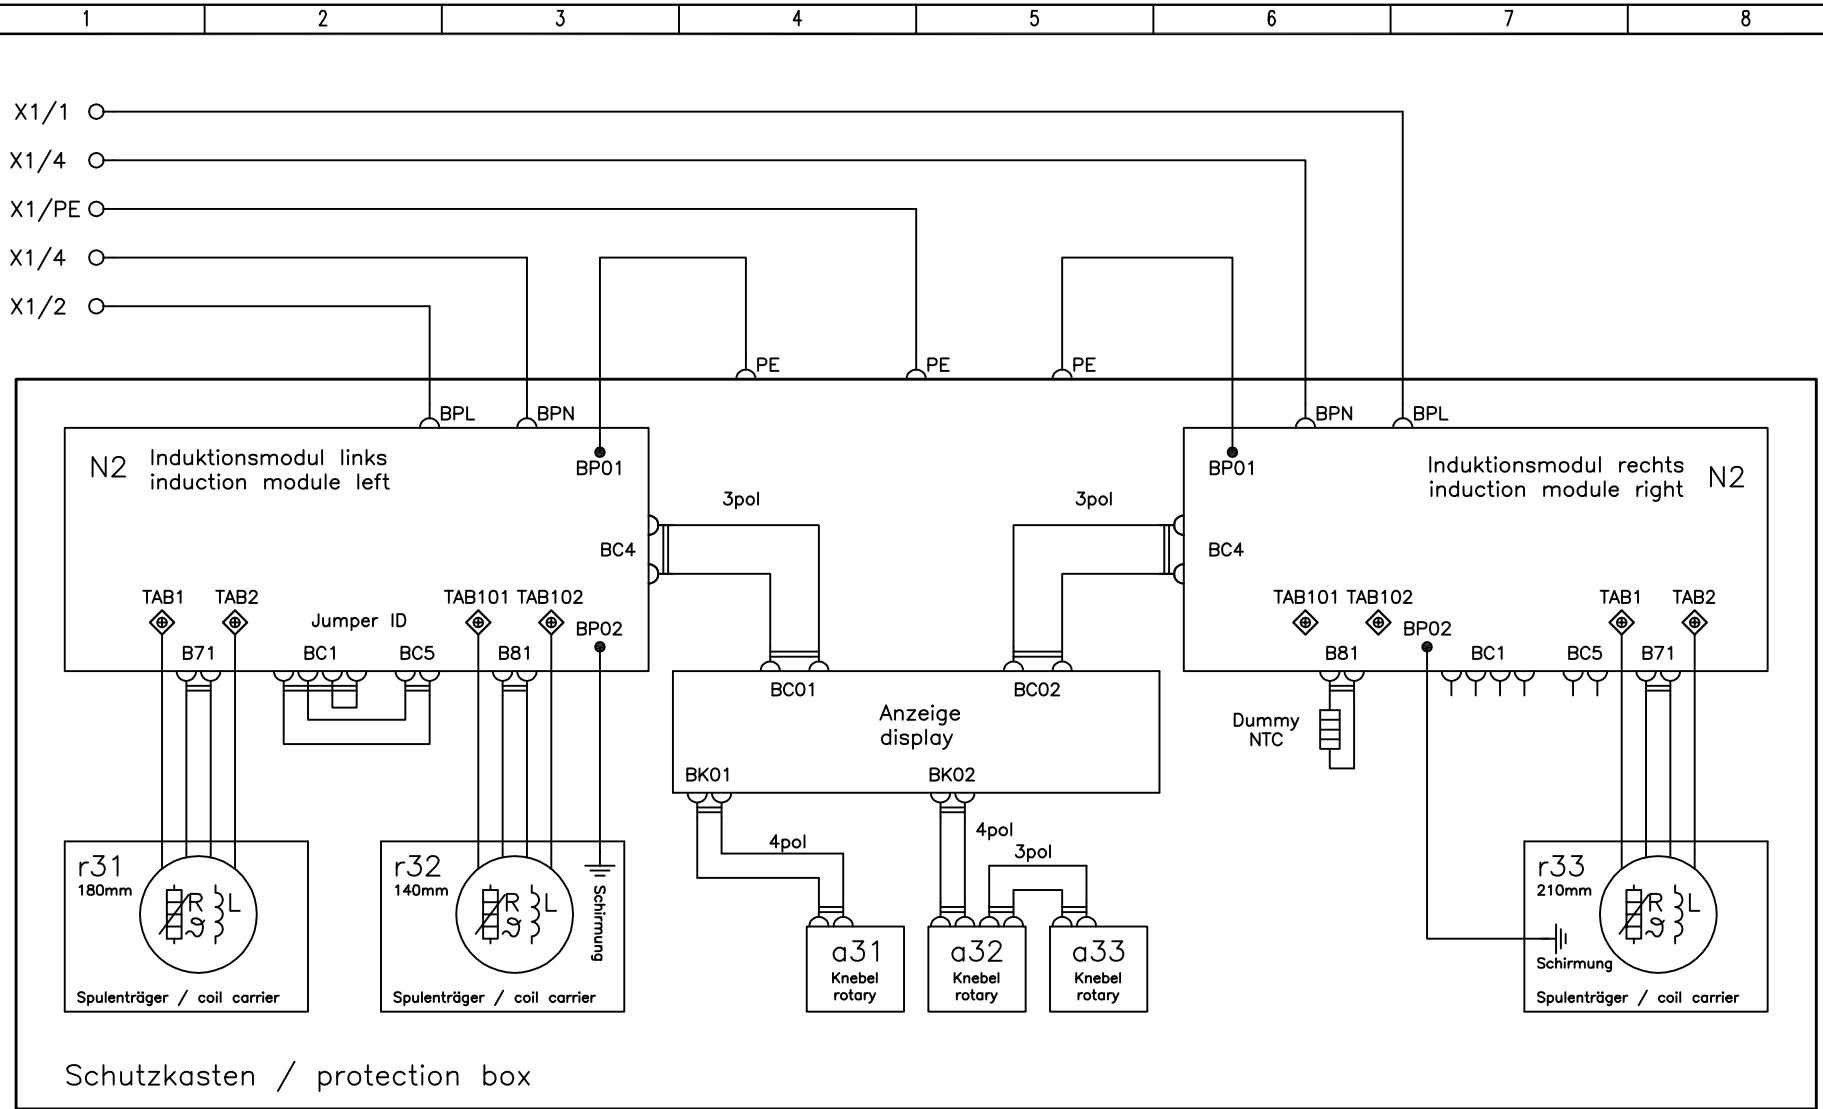 1 2 3 4 5 6 7 8
X1/1
X1/4
X1/PE
X1/4
X1/2
PE PE PE
BPL BPN BPN BPL
N2 Induktionsmodul links
induction module left
BP01
BP01
Induktionsmodul rechts N2
induction module right
3pol 3pol
BC4 BC4
TAB1 TAB2 TAB101 TAB102 TAB101 TAB102 TAB1 TAB2
Jumper ID
BP02 BP02
B71 BC1 BC5 B81 B81 BC1 BC5 B71
BC01 BC02
Anzeige
display
Dummy
NTC
BK01 BK02
4pol
4pol
3pol
r31
180mm
R L
ϑ
Spulenträger / coil carrier
r32
140mm
R L
ϑ
Schirmung
Spulenträger / coil carrier
a31
Knebel
rotary
a32
Knebel
rotary
a33
Knebel
rotary
r33
210mm
R L
ϑ
Schirmung
Spulenträger / coil carrier
Schutzkasten / protection box